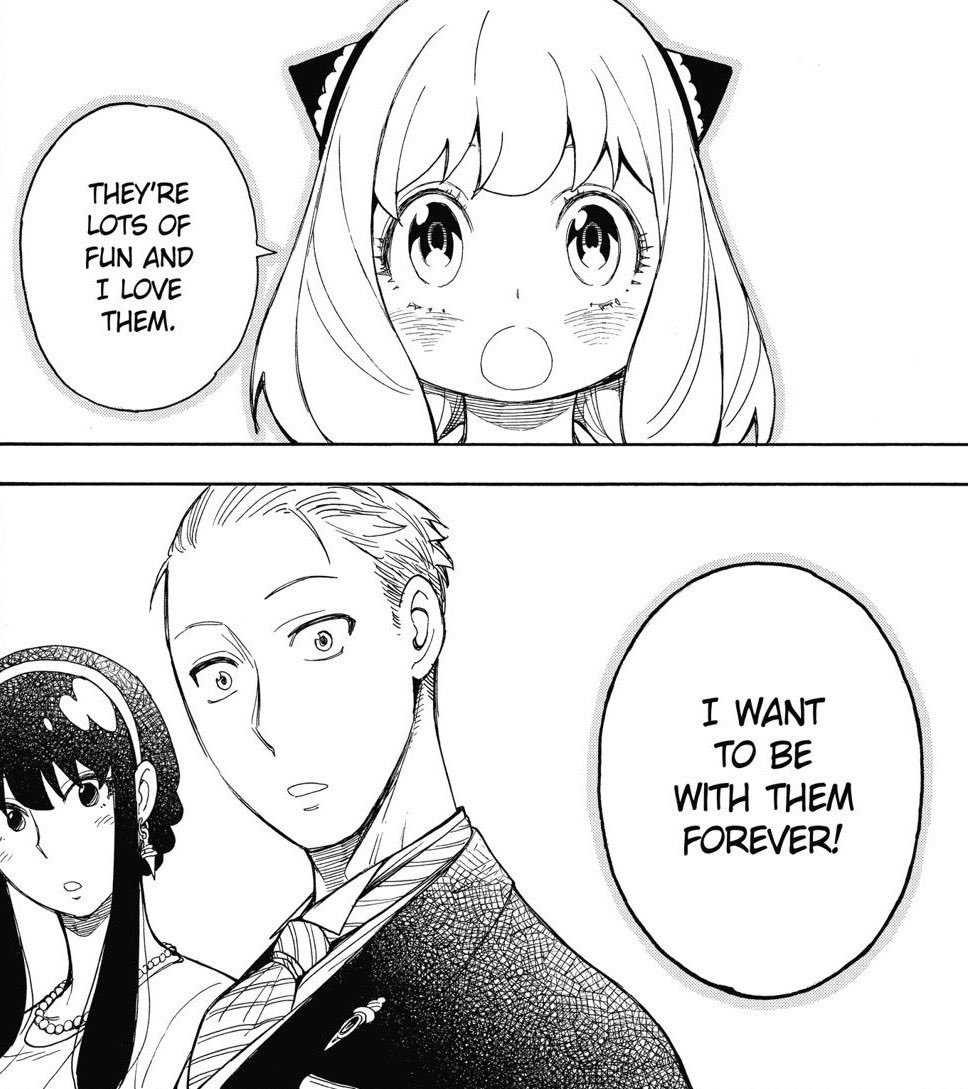 THEY'RE
LOTS OF
FUN AND
I LOVE
THEM.
I WANT
TO BE
WITH THEM
FOREVER!